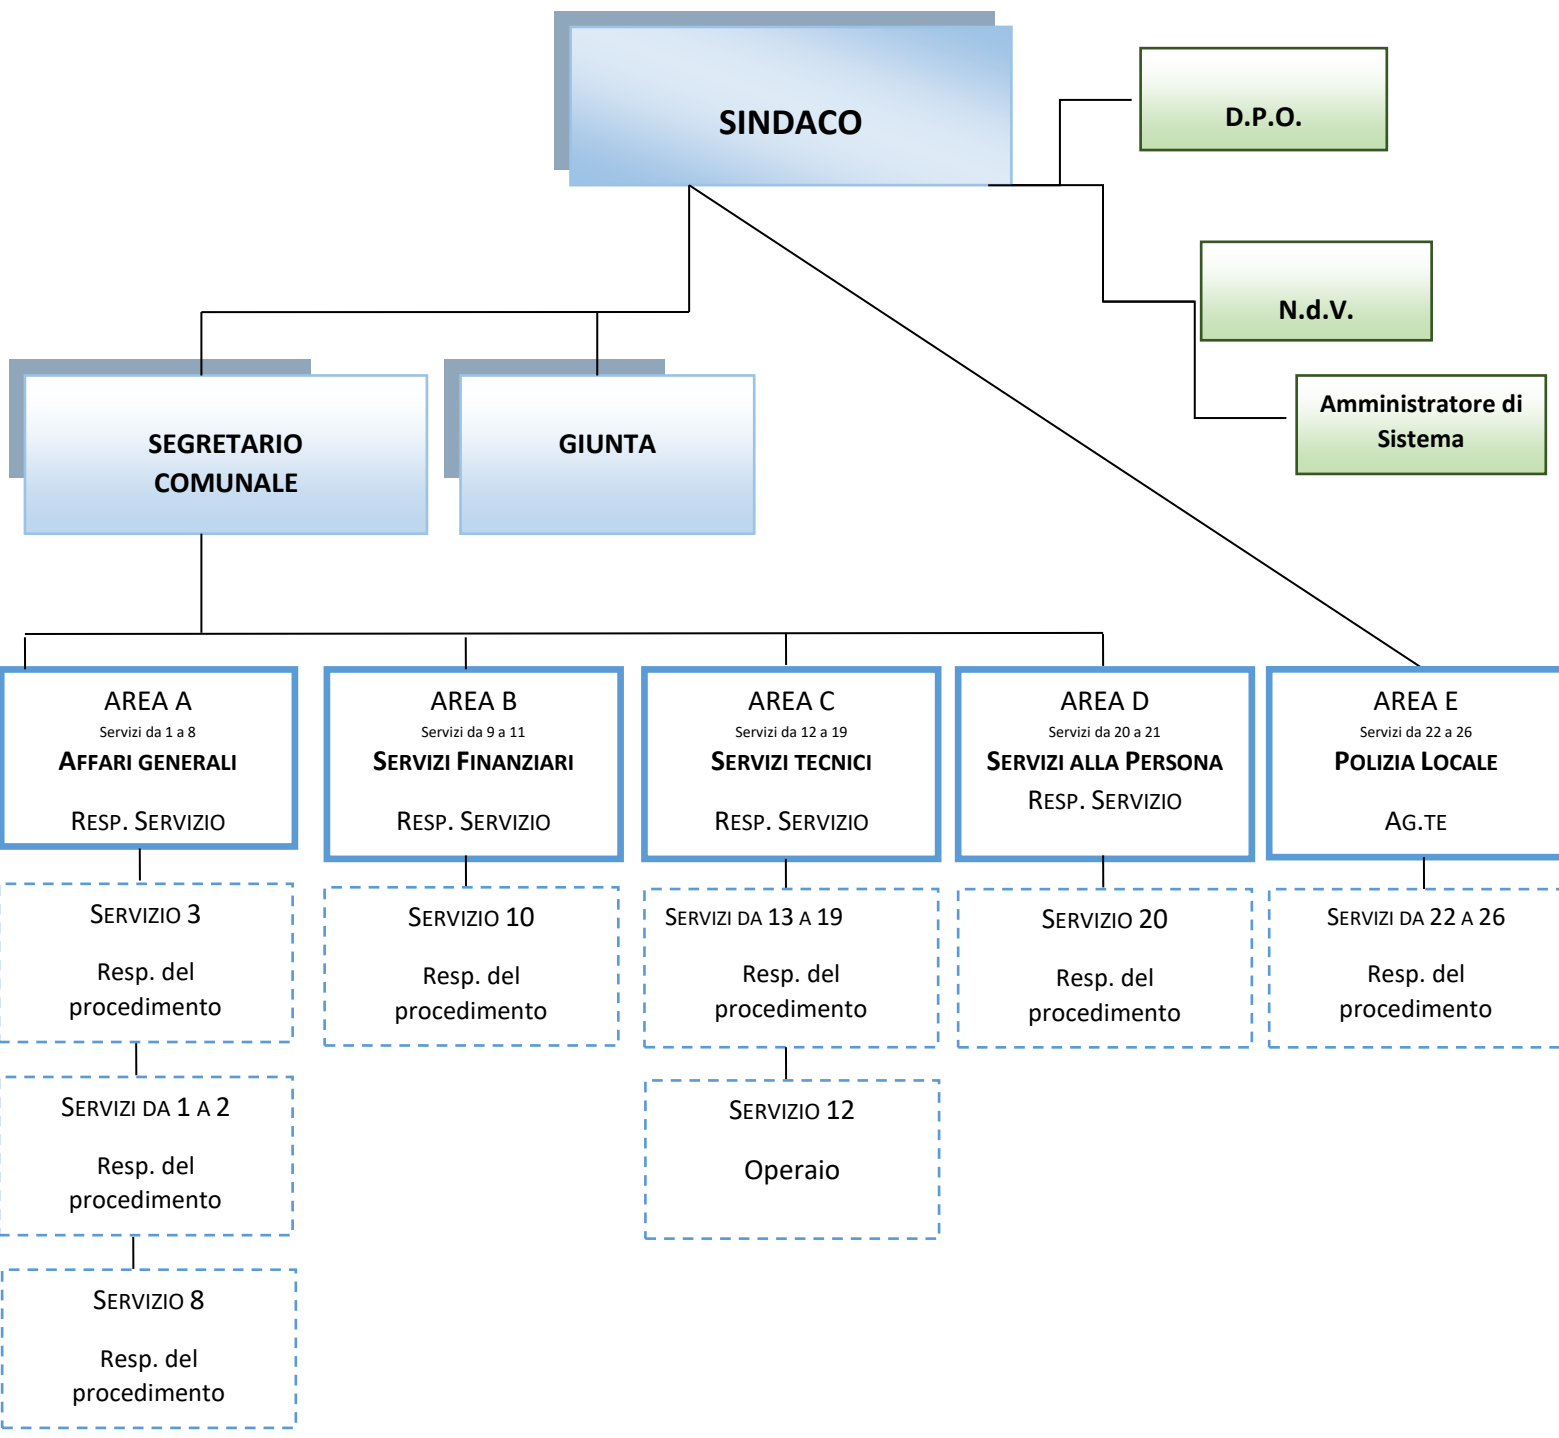 SINDACO
D.P.O.
N.d.V.
Amministratore di
Sistema
SEGRETARIO
COMUNALE
GIUNTA
AREA A
Servizi da 1 a 8
AFFARI GENERALI
RESP. SERVIZIO
AREA B
Servizi da 9 a 11
SERVIZI FINANZIARI
RESP. SERVIZIO
AREA C
Servizi da 12 a 19
SERVIZI TECNICI
RESP. SERVIZIO
AREA D
Servizi da 20 a 21
SERVIZI ALLA PERSONA
RESP. SERVIZIO
AREA E
Servizi da 22 a 26
POLIZIA LOCALE
AG.TE
SERVIZIO 3
Resp. del
procedimento
SERVIZIO 10
Resp. del
procedimento
SERVIZI DA 13 A 19
Resp. del
procedimento
SERVIZIO 20
Resp. del
procedimento
SERVIZI DA 22 A 26
Resp. del
procedimento
SERVIZI DA 1 A 2
Resp. del
procedimento
SERVIZIO 12
Operaio
SERVIZIO 8
Resp. del
procedimento